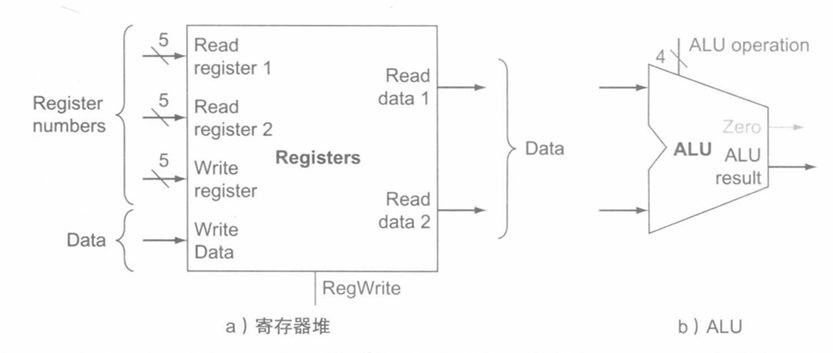 Register
numbers
5
Read
register 1
5
Read
register 2
5
Write
register
Data
Write
Data
Registers
Read
data 1
Read
data 2
Data
RegWrite
a）寄存器堆
4
ALU operation
Zero
ALU
ALU
result
b）ALU